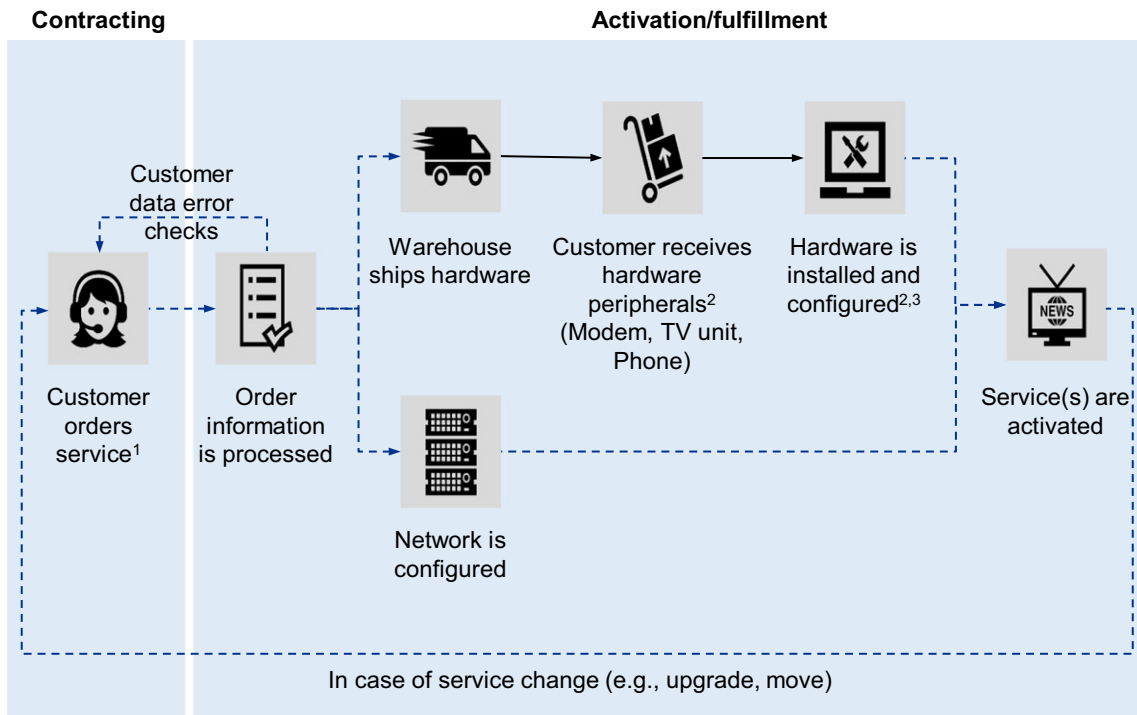 Contracting
Activation/fulfillment
Customer
data error
checks
Warehouse
ships hardware
Customer receives
hardware
peripherals²
(Modem, TV unit,
Phone)
Hardware is
installed and
configured²,³
NEWS
Customer
orders
service¹
Order
information
is processed
Service(s) are
activated
Network is
configured
In case of service change (e.g., upgrade, move)